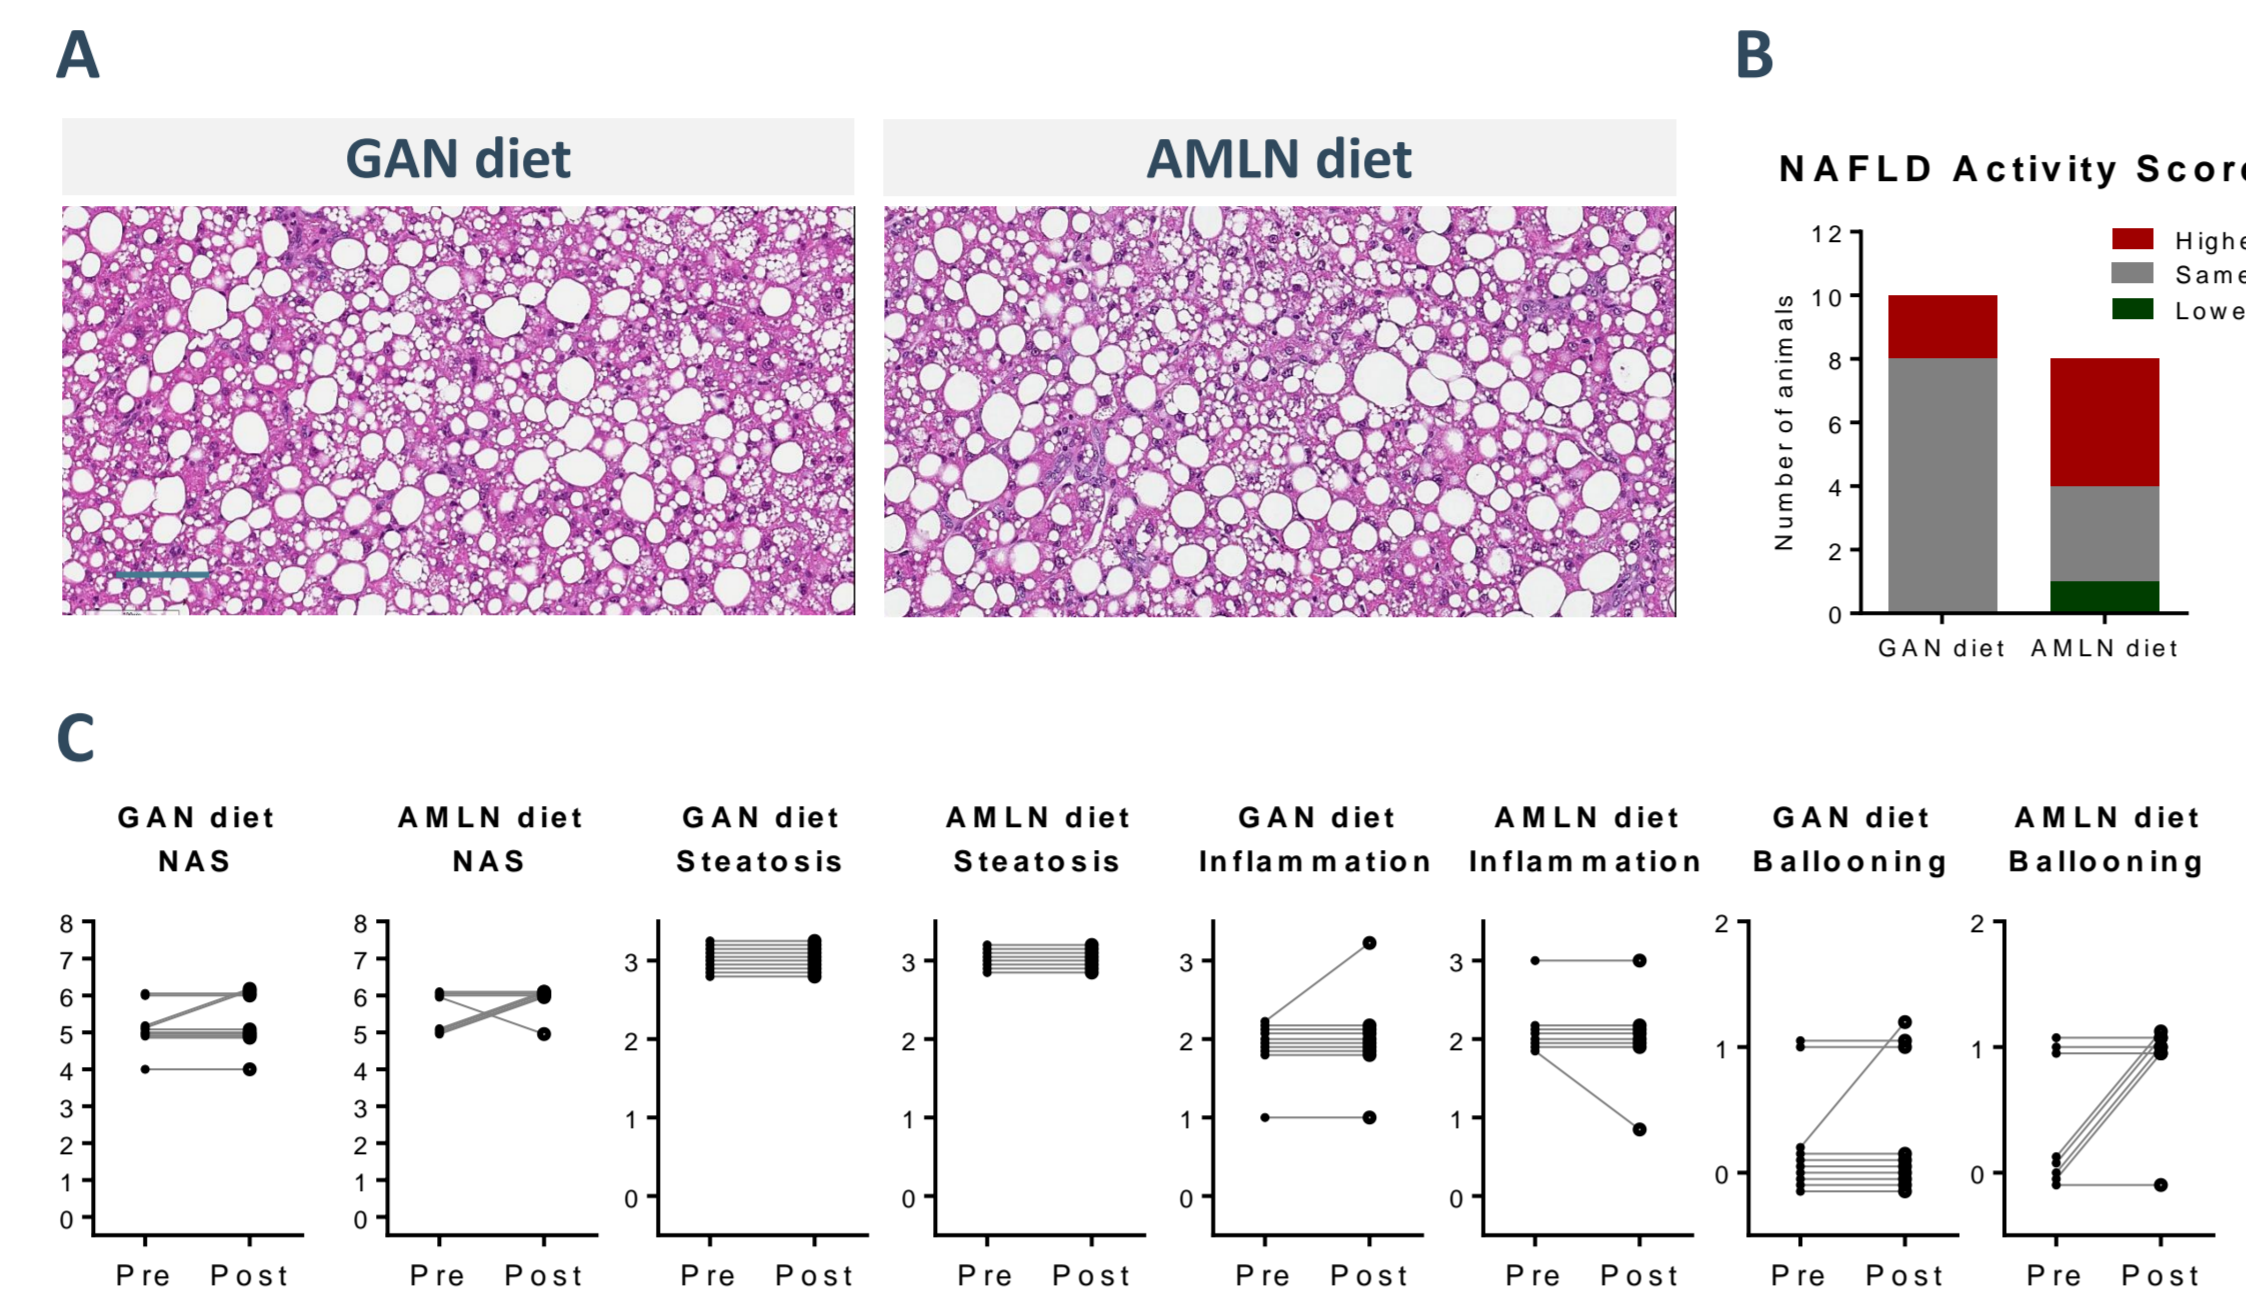 A
B
GAN diet
AMLN diet
NAFLD Activity Scor
12
10
8
6
4
2
0
Number of animals
Highe
Same
Lowe
GAN diet
AMLN diet
C
GAN diet
NAS
8
7
6
5
4
3
2
1
0
Pre
Post
AMLN diet
NAS
8
7
6
5
4
3
2
1
0
Pre
Post
GAN diet
Steatosis
3
2
1
0
Pre
Post
AMLN diet
Steatosis
3
2
1
0
Pre
Post
GAN diet
Inflammation
3
2
1
0
Pre
Post
AMLN diet
Inflammation
3
2
1
0
Pre
Post
GAN diet
Ballooning
2
1
0
Pre
Post
AMLN diet
Ballooning
2
1
0
Pre
Post